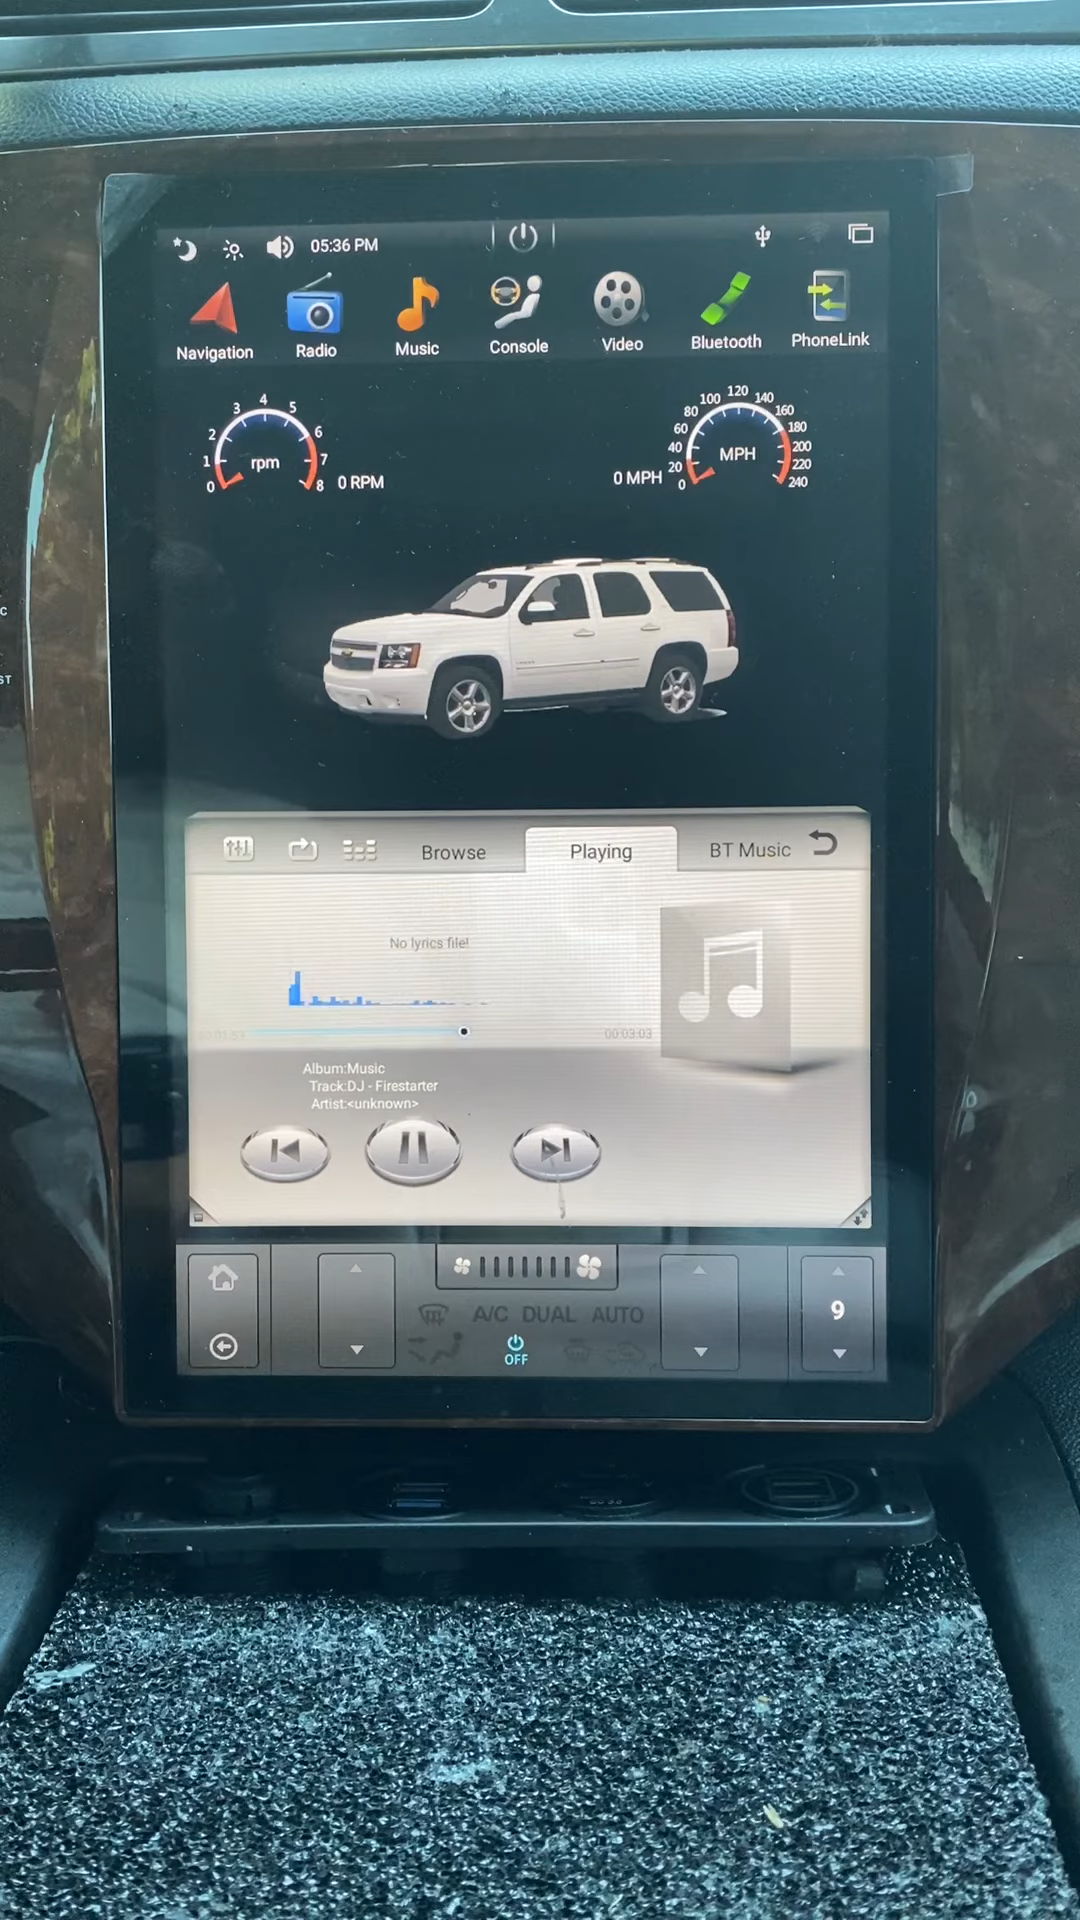 05:36 PM
Navigation
Radio
Music
Console
Video
Bluetooth
PhoneLink
0 1 2 3 4 5 6 7 8
rpm
0 RPM
0 MPH
0 20 40 60 80 100 120 140 160 180 200 220 240
MPH
Browse
Playing
BT Music
No lyrics file!
00:03:03
Album:Music
Track:DJ - Firestarter
Artist:<unknown>
A/C DUAL AUTO
OFF
9